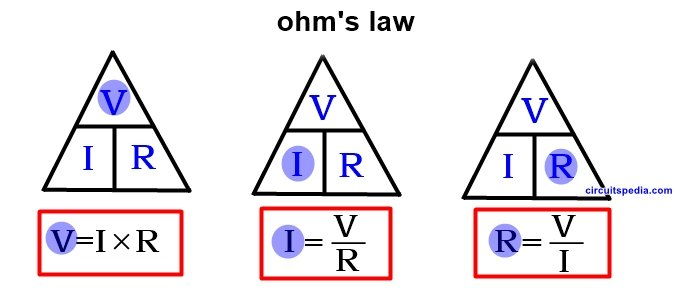 ohm's law
V
I R
V
I R
V
I R
circuitspedia.com
V=I×R
I=V/R
R=V/I